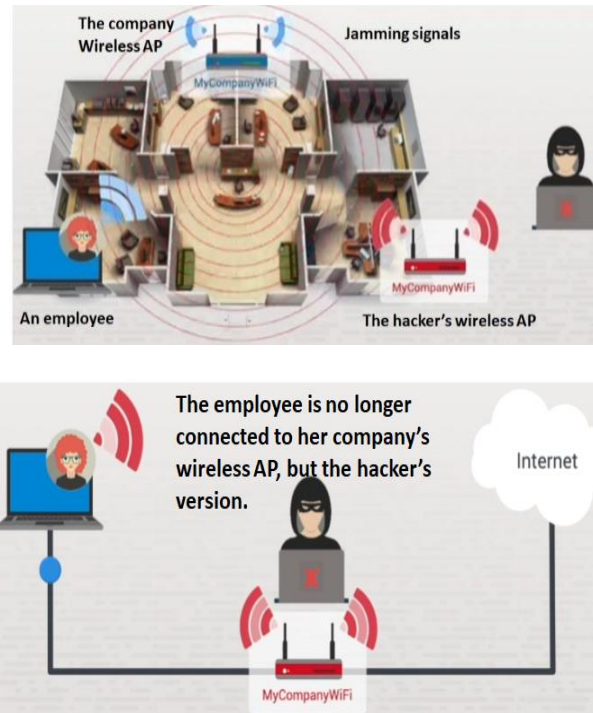 The company
Wireless AP
Jamming signals
MyCompanyWiFi
MyCompanyWiFi
An employee
The hacker's wireless AP
The employee is no longer
connected to her company's
wireless AP, but the hacker's
version.
Internet
MyCompanyWiFi